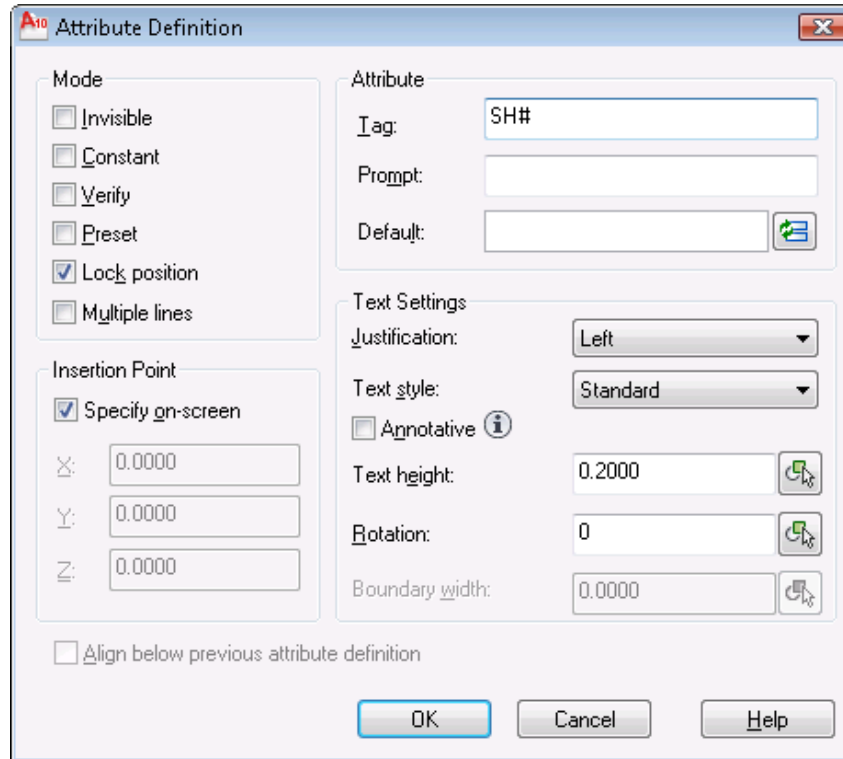 A10 Attribute Definition
Mode
Invisible
Constant
Verify
Preset
Lock position
Multiple lines
Insertion Point
Specify on-screen
X: 0.0000
Y: 0.0000
Z: 0.0000
Attribute
Tag: SH#
Prompt:
Default:
Text Settings
Justification: Left
Text style: Standard
Annotative i
Text height: 0.2000
Rotation: 0
Boundary width: 0.0000
Align below previous attribute definition
OK Cancel Help